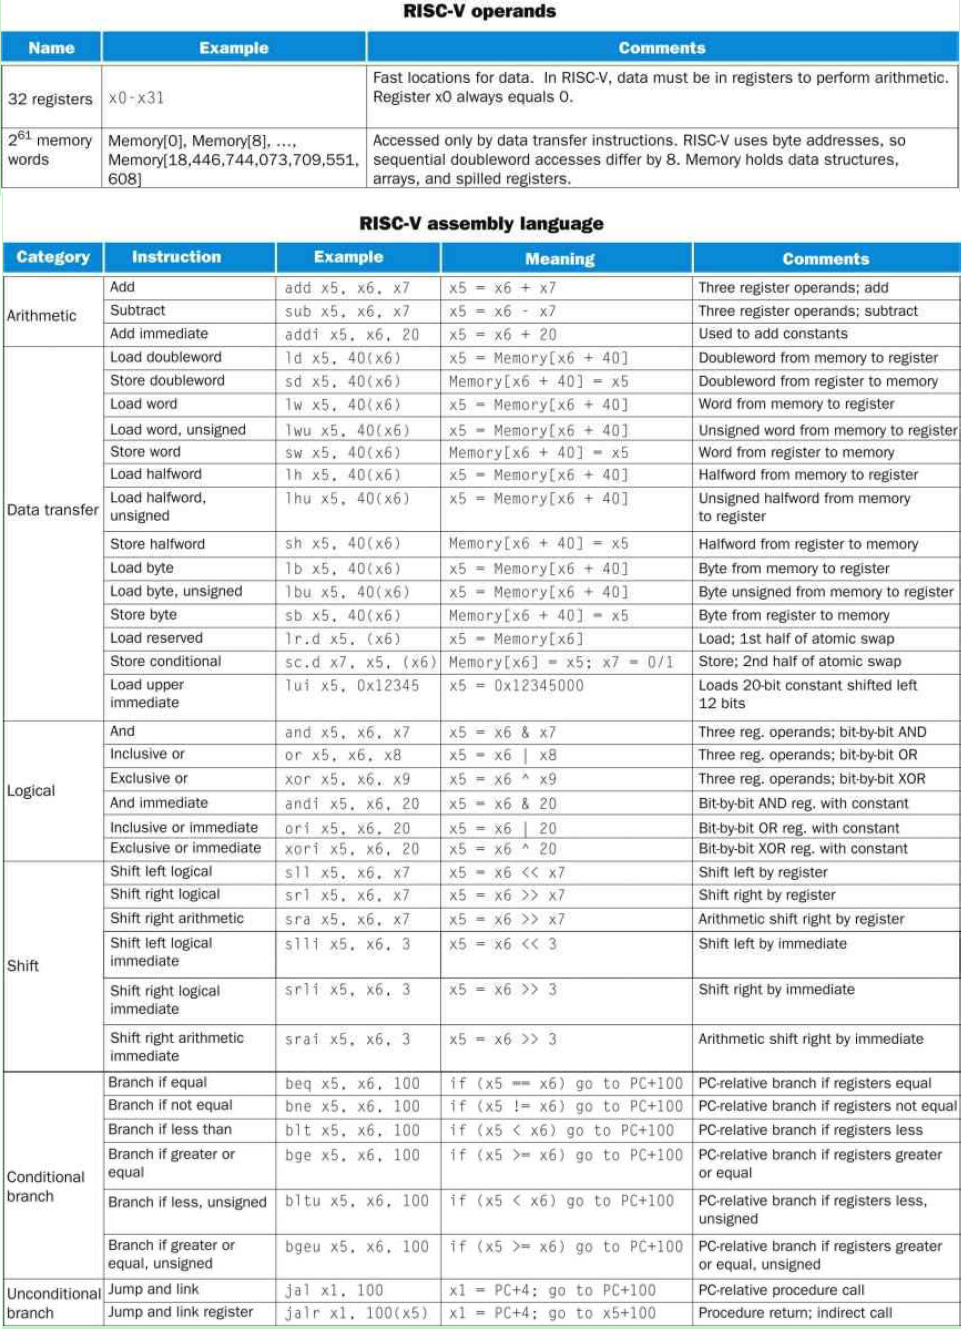 RISC-V operands
Name Example Comments
32 registers x0-x31 Fast locations for data. In RISC-V, data must be in registers to perform arithmetic.
Register x0 always equals 0.
2^61 memory words Memory[0], Memory[8], …, Memory[18,446,744,073,709,551,608] Accessed only by data transfer instructions. RISC-V uses byte addresses, so
sequential doubleword accesses differ by 8. Memory holds data structures,
arrays, and spilled registers.
RISC-V assembly language
Category Instruction Example Meaning Comments
Arithmetic
Add add x5, x6, x7 x5 = x6 + x7 Three register operands; add
Subtract sub x5, x6, x7 x5 = x6 - x7 Three register operands; subtract
Add immediate addi x5, x6, 20 x5 = x6 + 20 Used to add constants
Data transfer
Load doubleword ld x5, 40(x6) x5 = Memory[x6 + 40] Doubleword from memory to register
Store doubleword sd x5, 40(x6) Memory[x6 + 40] = x5 Doubleword from register to memory
Load word lw x5, 40(x6) x5 = Memory[x6 + 40] Word from memory to register
Load word, unsigned lwu x5, 40(x6) x5 = Memory[x6 + 40] Unsigned word from memory to register
Store word sw x5, 40(x6) Memory[x6 + 40] = x5 Word from register to memory
Load halfword lh x5, 40(x6) x5 = Memory[x6 + 40] Halfword from memory to register
Load halfword, unsigned lhu x5, 40(x6) x5 = Memory[x6 + 40] Unsigned halfword from memory to register
Store halfword sh x5, 40(x6) Memory[x6 + 40] = x5 Halfword from register to memory
Load byte lb x5, 40(x6) x5 = Memory[x6 + 40] Byte from memory to register
Load byte, unsigned lbu x5, 40(x6) x5 = Memory[x6 + 40] Byte unsigned from memory to register
Store byte sb x5, 40(x6) Memory[x6 + 40] = x5 Byte from register to memory
Load reserved lr.d x5, (x6) x5 = Memory[x6] Load; 1st half of atomic swap
Store conditional sc.d x7, x5, (x6) Memory[x6] = x5; x7 = 0/1 Store; 2nd half of atomic swap
Load upper immediate lui x5, 0x12345 x5 = 0x12345000 Loads 20-bit constant shifted left 12 bits
Logical
And and x5, x6, x7 x5 = x6 & x7 Three reg. operands; bit-by-bit AND
Inclusive or or x5, x6, x8 x5 = x6 | x8 Three reg. operands; bit-by-bit OR
Exclusive or xor x5, x6, x9 x5 = x6 ^ x9 Three reg. operands; bit-by-bit XOR
And immediate andi x5, x6, 20 x5 = x6 & 20 Bit-by-bit AND reg. with constant
Inclusive or immediate ori x5, x6, 20 x5 = x6 | 20 Bit-by-bit OR reg. with constant
Exclusive or immediate xori x5, x6, 20 x5 = x6 ^ 20 Bit-by-bit XOR reg. with constant
Shift
Shift left logical sll x5, x6, x7 x5 = x6 << x7 Shift left by register
Shift right logical srl x5, x6, x7 x5 = x6 >> x7 Shift right by register
Shift right arithmetic sra x5, x6, x7 x5 = x6 >> x7 Arithmetic shift right by register
Shift left logical immediate slli x5, x6, 3 x5 = x6 << 3 Shift left by immediate
Shift right logical immediate srli x5, x6, 3 x5 = x6 >> 3 Shift right by immediate
Shift right arithmetic immediate srai x5, x6, 3 x5 = x6 >> 3 Arithmetic shift right by immediate
Conditional branch
Branch if equal beq x5, x6, 100 if (x5 == x6) go to PC+100 PC-relative branch if registers equal
Branch if not equal bne x5, x6, 100 if (x5 != x6) go to PC+100 PC-relative branch if registers not equal
Branch if less than blt x5, x6, 100 if (x5 < x6) go to PC+100 PC-relative branch if registers less
Branch if greater or equal bge x5, x6, 100 if (x5 >= x6) go to PC+100 PC-relative branch if registers greater or equal
Branch if less, unsigned bltu x5, x6, 100 if (x5 < x6) go to PC+100 PC-relative branch if registers less, unsigned
Branch if greater or equal, unsigned bgeu x5, x6, 100 if (x5 >= x6) go to PC+100 PC-relative branch if registers greater or equal, unsigned
Unconditional branch
Jump and link jal x1, 100 x1 = PC+4; go to PC+100 PC-relative procedure call
Jump and link register jalr x1, 100(x5) x1 = PC+4; go to x5+100 Procedure return; indirect call